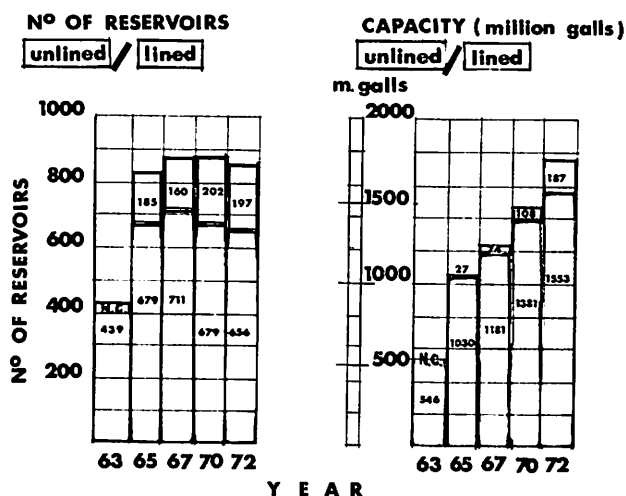 Nº OF RESERVOIRS
unlined / lined
Nº OF RESERVOIRS
1000
800
600
400
200
N.C.
439
185
679
160
711
202
679
197
656
63 65 67 70 72
CAPACITY (million galls)
unlined / lined
m. galls
2000
1500
1000
500
N.C.
546
27
1030
74
1181
108
1381
187
1553
63 65 67 70 72
YEAR